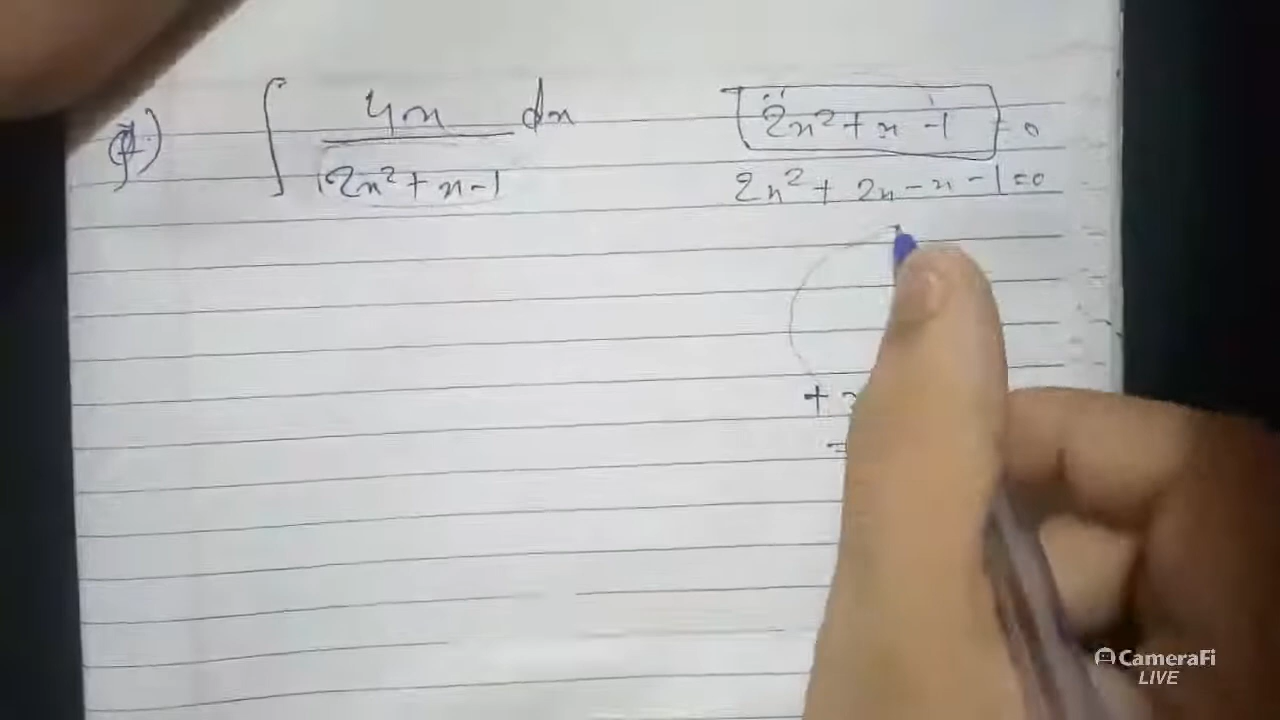 ∫ 4x / 2x² + x - 1 dx
2x² + x - 1 = 0
2x² + 2x - x - 1 = 0
+
=
CameraFi
LIVE